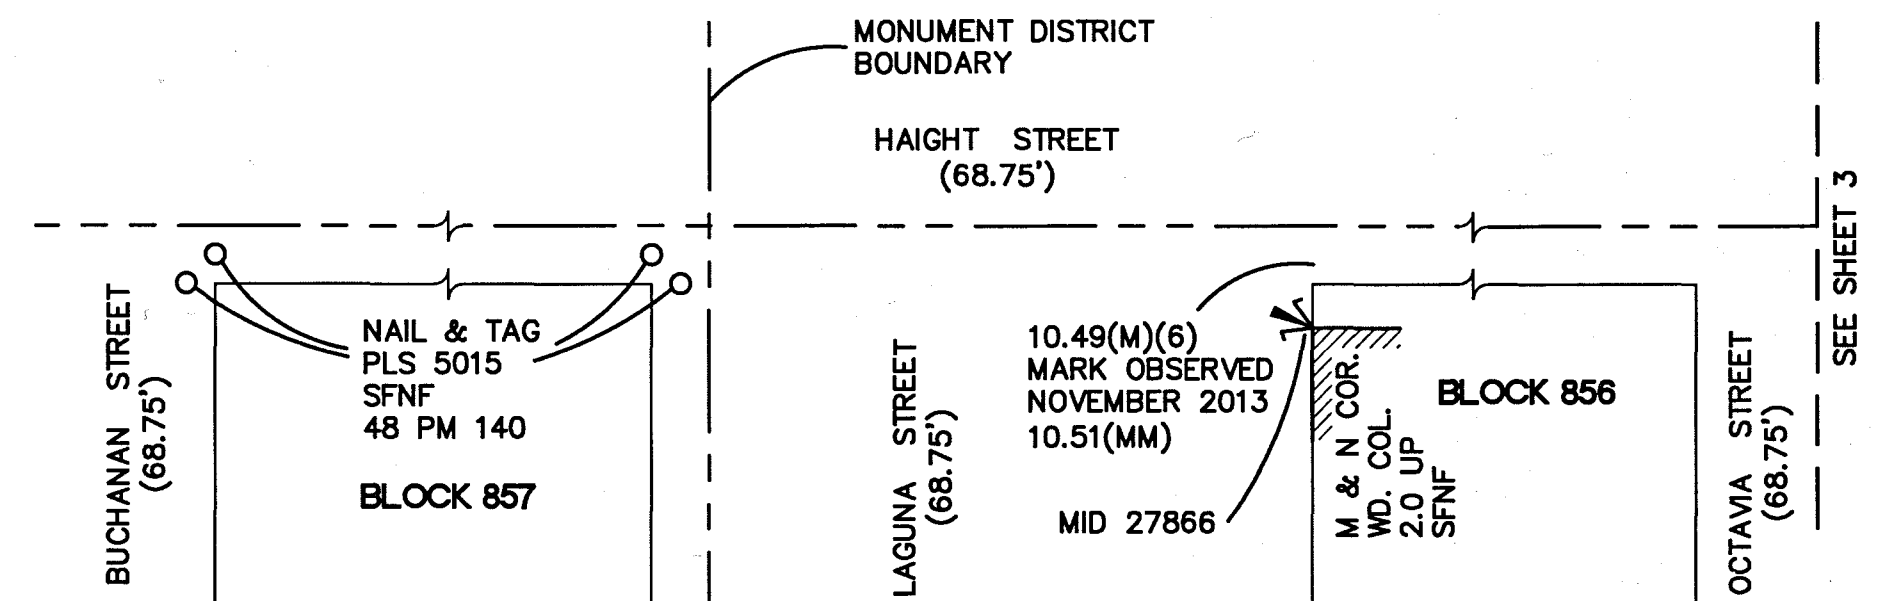 MONUMENT DISTRICT
BOUNDARY
HAIGHT STREET
(68.75')
SEE SHEET 3
BUCHANAN STREET
(68.75')
NAIL & TAG
PLS 5015
SFNF
48 PM 140
BLOCK 857
LAGUNA STREET
(68.75')
10.49(M)(6)
MARK OBSERVED
NOVEMBER 2013
10.51(MM)
MID 27866
M & N COR.
WD. COL.
2.0 UP
SFNF
BLOCK 856
OCTAVIA STREET
(68.75')